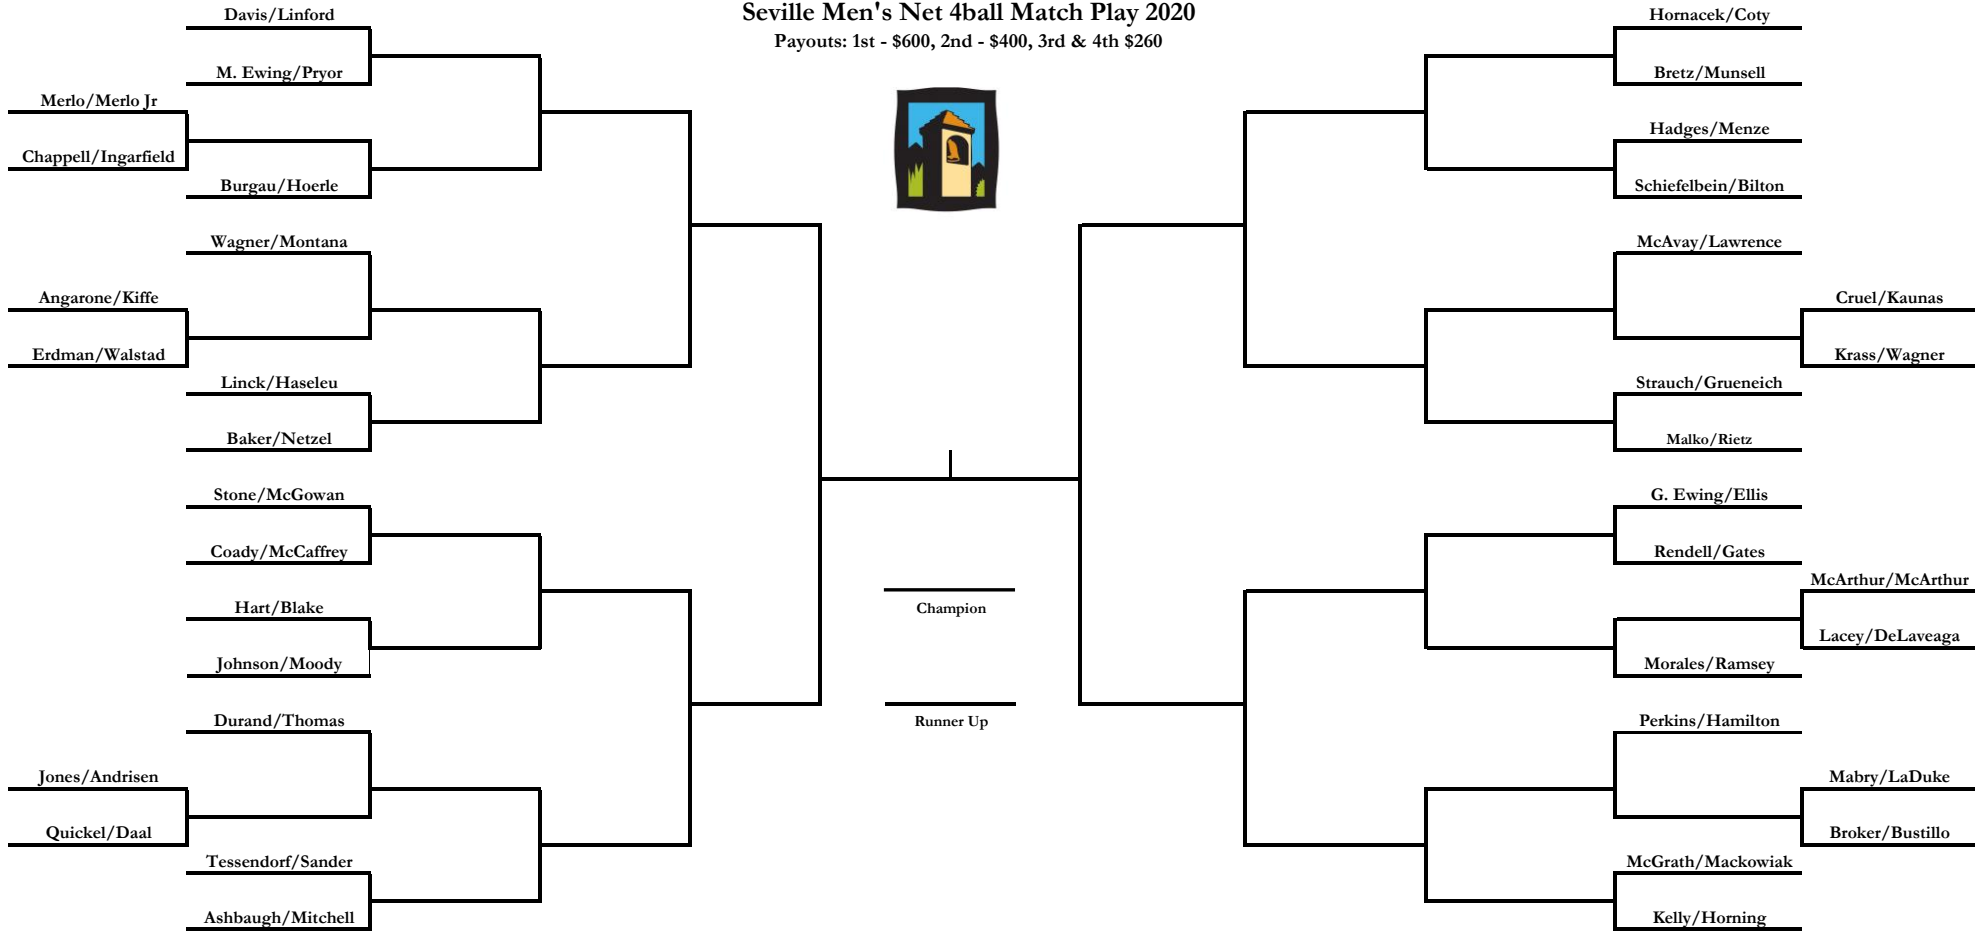 Seville Men's Net 4ball Match Play 2020
Payouts: 1st - $600, 2nd - $400, 3rd & 4th $260
Davis/Linford
M. Ewing/Pryor
Merlo/Merlo Jr
Chappell/Ingarfield
Burgau/Hoerle
Wagner/Montana
Angarone/Kiffe
Erdman/Walstad
Linck/Haseleu
Baker/Netzel
Stone/McGowan
Coady/McCaffrey
Hart/Blake
Johnson/Moody
Durand/Thomas
Jones/Andrisen
Quickel/Daal
Tessendorf/Sander
Ashbaugh/Mitchell
Champion
Runner Up
Hornacek/Coty
Bretz/Munsell
Hadges/Menze
Schiefelbein/Bilton
McAvay/Lawrence
Cruel/Kaunas
Krass/Wagner
Strauch/Grueneich
Malko/Rietz
G. Ewing/Ellis
Rendell/Gates
McArthur/McArthur
Lacey/DeLaveaga
Morales/Ramsey
Perkins/Hamilton
Mabry/LaDuke
Broker/Bustillo
McGrath/Mackowiak
Kelly/Horning